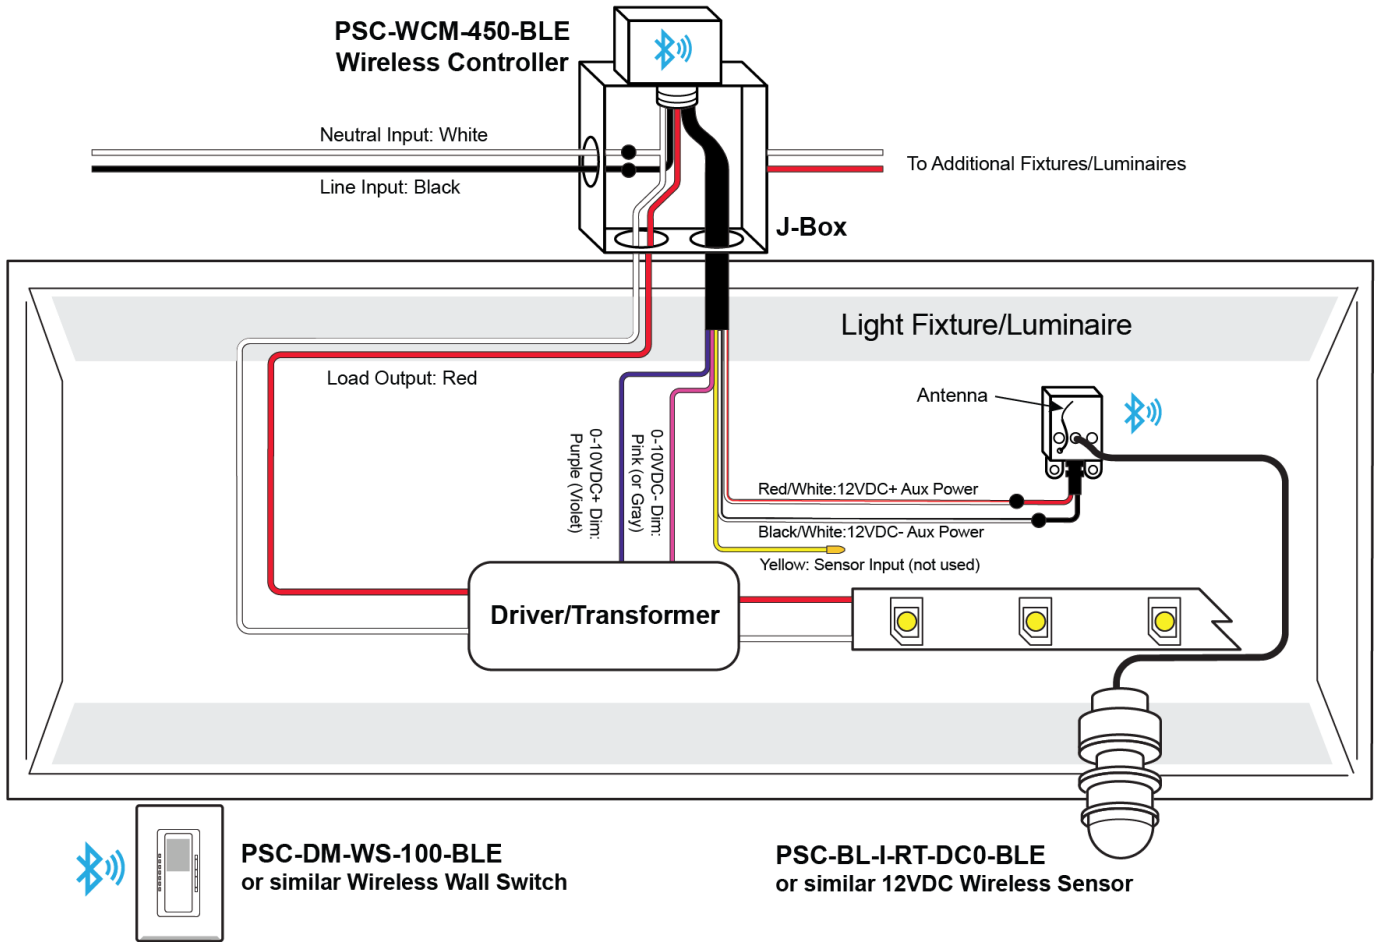 PSC-WCM-450-BLE
Wireless Controller
Neutral Input: White
Line Input: Black
To Additional Fixtures/Luminaires
J-Box
Light Fixture/Luminaire
Load Output: Red
Antenna
0-10VDC+ Dim:
Purple (Violet)
0-10VDC- Dim:
Pink (or Gray)
Red/White:12VDC+ Aux Power
Black/White:12VDC- Aux Power
Yellow: Sensor Input (not used)
Driver/Transformer
PSC-DM-WS-100-BLE
or similar Wireless Wall Switch
PSC-BL-I-RT-DC0-BLE
or similar 12VDC Wireless Sensor